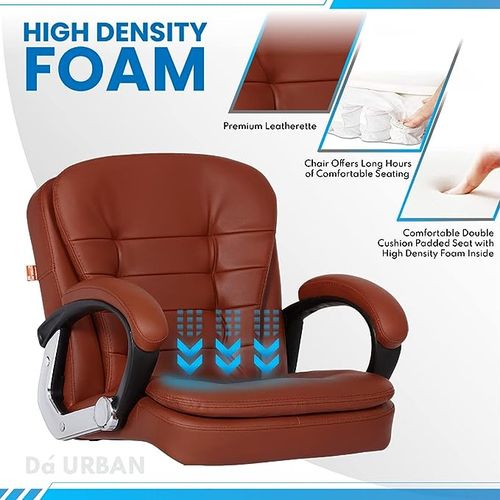 HIGH DENSITY
FOAM
Premium Leatherette
Chair Offers Long Hours
of Comfortable Seating
Comfortable Double
Cushion Padded Seat with
High Density Foam Inside
Dá URBAN